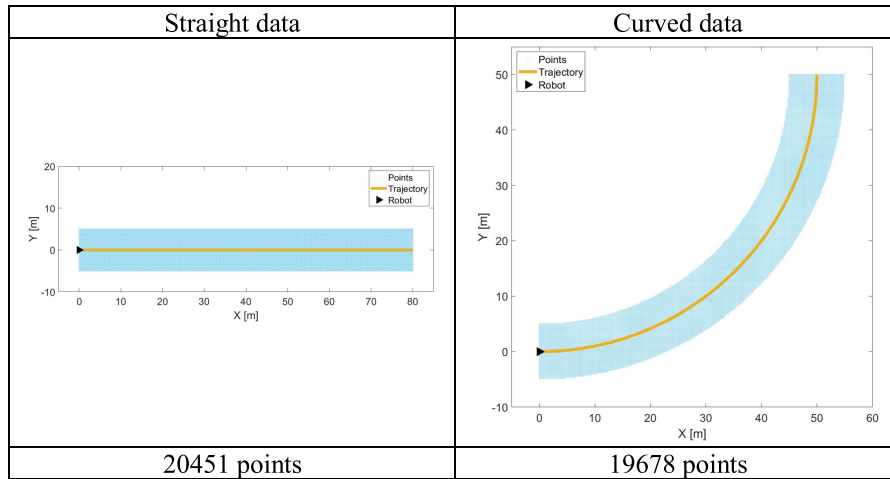 Straight data
Curved data
Points
Trajectory
Robot
20
10
0
-10
Y [m]
0 10 20 30 40 50 60 70 80
X [m]
Points
Trajectory
Robot
50
40
30
20
10
0
-10
Y [m]
0 10 20 30 40 50 60
X [m]
20451 points
19678 points